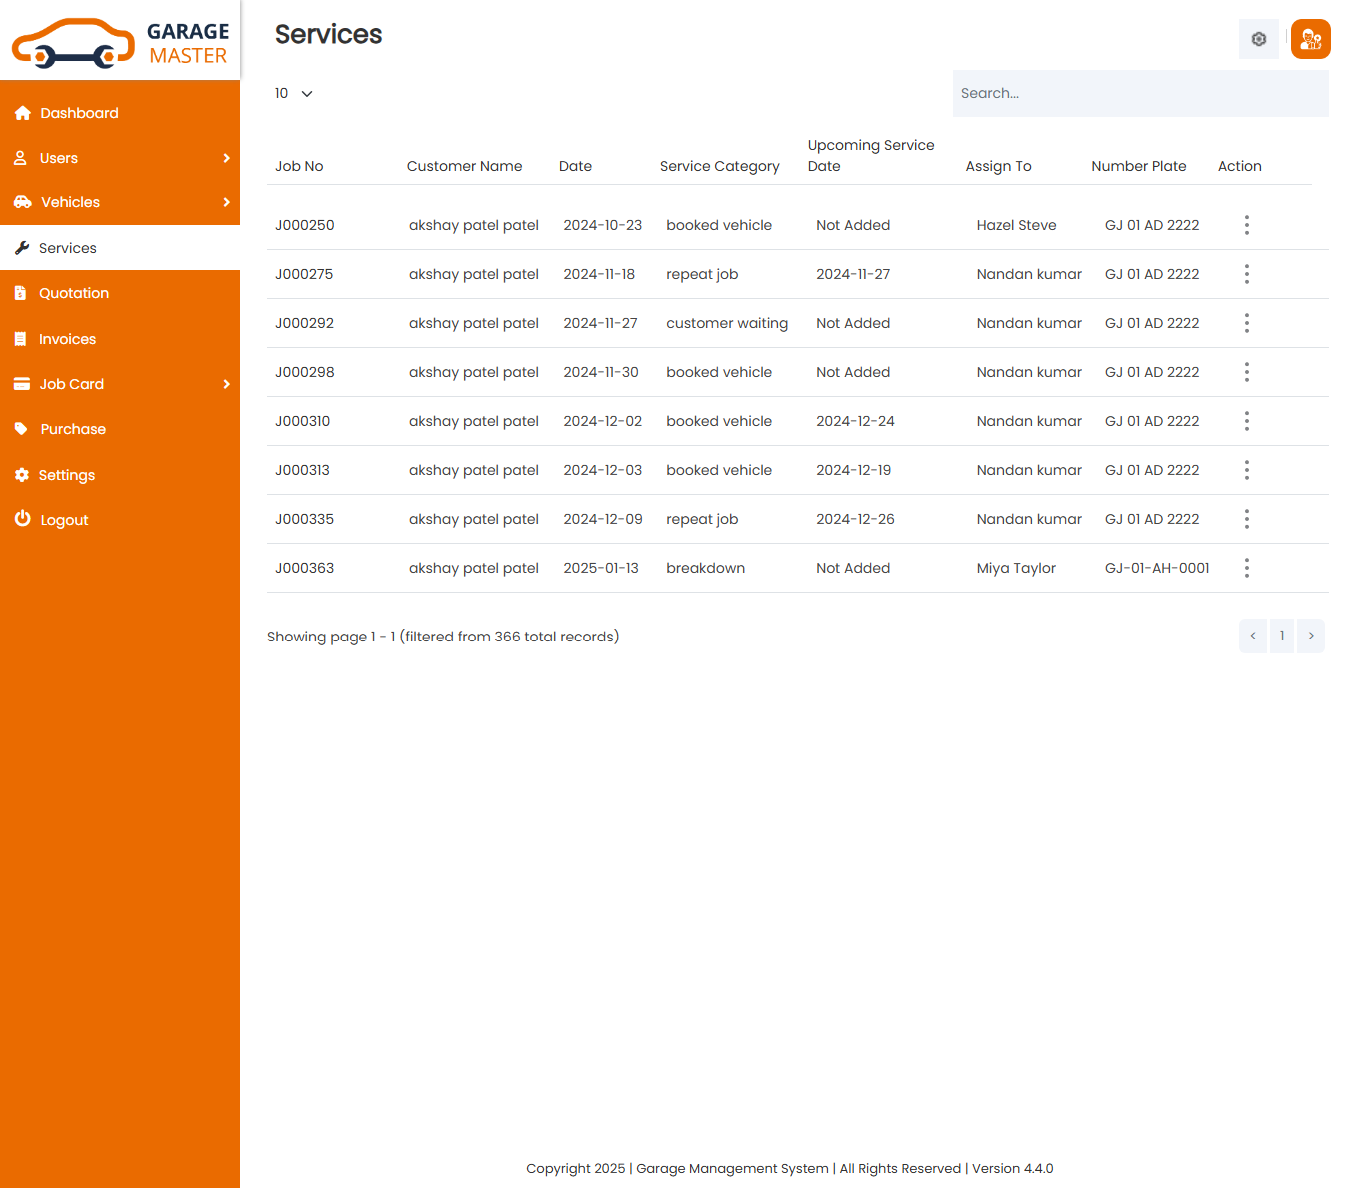 GARAGE
MASTER
Services
Dashboard
Users
Vehicles
Services
Quotation
Invoices
Job Card
Purchase
Settings
Logout
10
Search...
Job No Customer Name Date Service Category Upcoming Service Date Assign To Number Plate Action
J000250 akshay patel patel 2024-10-23 booked vehicle Not Added Hazel Steve GJ 01 AD 2222
J000275 akshay patel patel 2024-11-18 repeat job 2024-11-27 Nandan kumar GJ 01 AD 2222
J000292 akshay patel patel 2024-11-27 customer waiting Not Added Nandan kumar GJ 01 AD 2222
J000298 akshay patel patel 2024-11-30 booked vehicle Not Added Nandan kumar GJ 01 AD 2222
J000310 akshay patel patel 2024-12-02 booked vehicle 2024-12-24 Nandan kumar GJ 01 AD 2222
J000313 akshay patel patel 2024-12-03 booked vehicle 2024-12-19 Nandan kumar GJ 01 AD 2222
J000335 akshay patel patel 2024-12-09 repeat job 2024-12-26 Nandan kumar GJ 01 AD 2222
J000363 akshay patel patel 2025-01-13 breakdown Not Added Miya Taylor GJ-01-AH-0001
Showing page 1 - 1 (filtered from 366 total records)
< 1 >
Copyright 2025 | Garage Management System | All Rights Reserved | Version 4.4.0